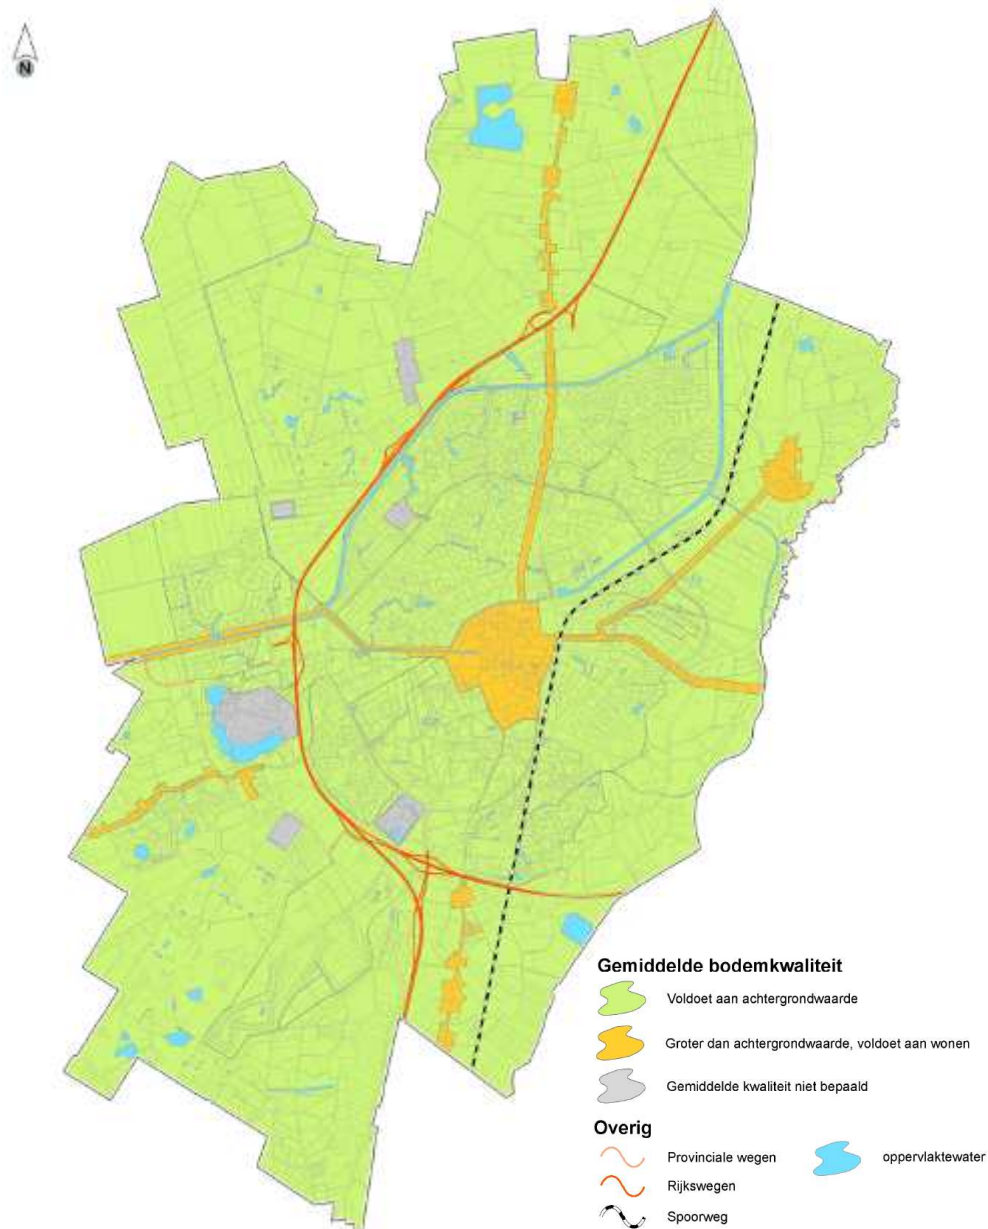 N
Gemiddelde bodemkwaliteit
Voldoet aan achtergrondwaarde
Groter dan achtergrondwaarde, voldoet aan wonen
Gemiddelde kwaliteit niet bepaald
Overig
Provinciale wegen
oppervlaktewater
Rijkswegen
Spoorweg